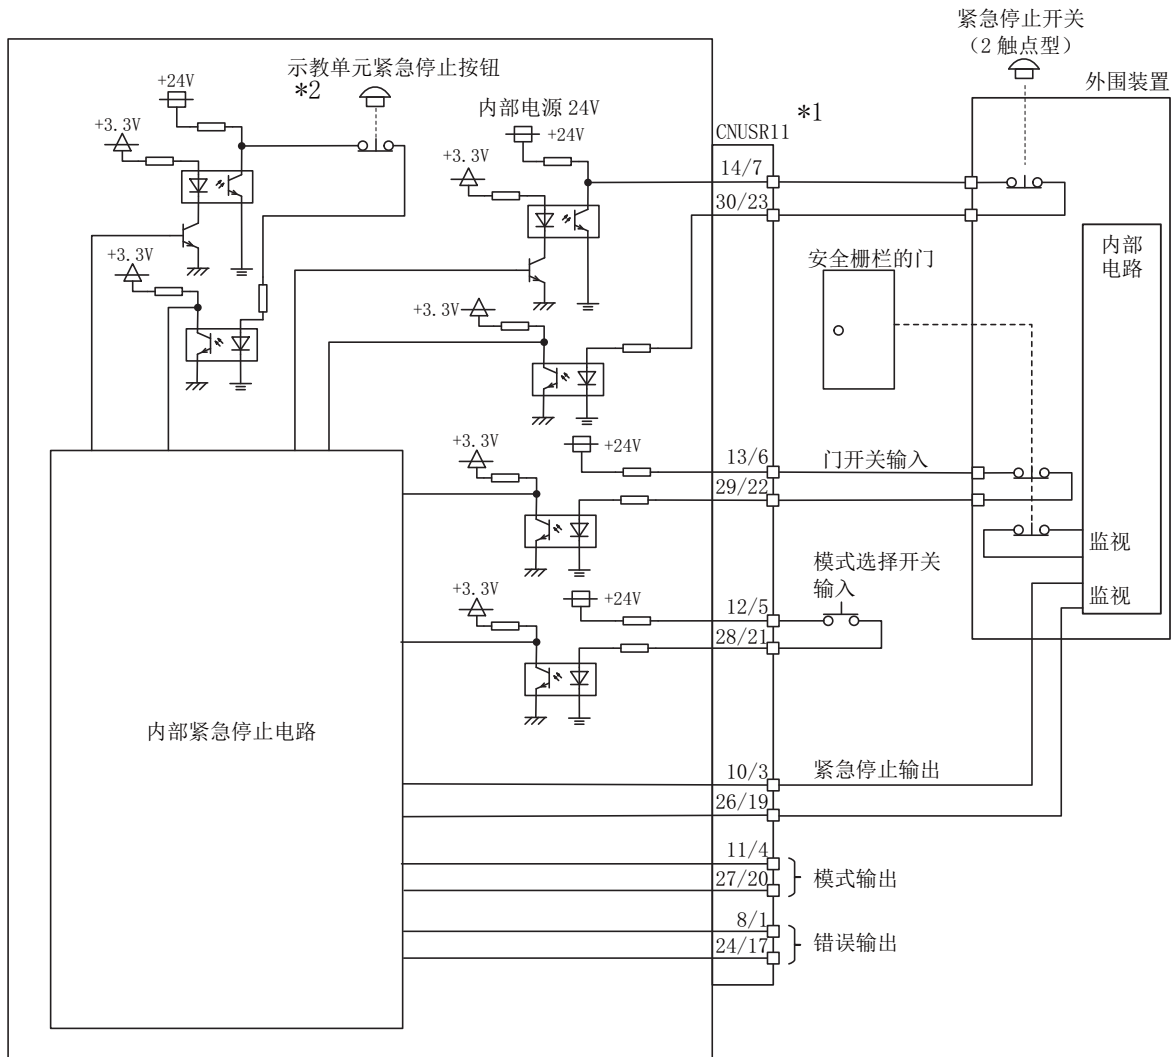 紧急停止开关
（2 触点型）
示教单元紧急停止按钮
*2
外围装置
+24V
内部电源 24V
*1
+3.3V
+24V
CNUSR11
+3.3V
14/7
30/23
内部
电路
+3.3V
安全栅栏的门
+3.3V
+3.3V
+24V
13/6
门开关输入
29/22
监视
模式选择开关
输入
+3.3V
+24V
12/5
监视
28/21
内部紧急停止电路
10/3
紧急停止输出
26/19
11/4
27/20
模式输出
8/1
24/17
错误输出